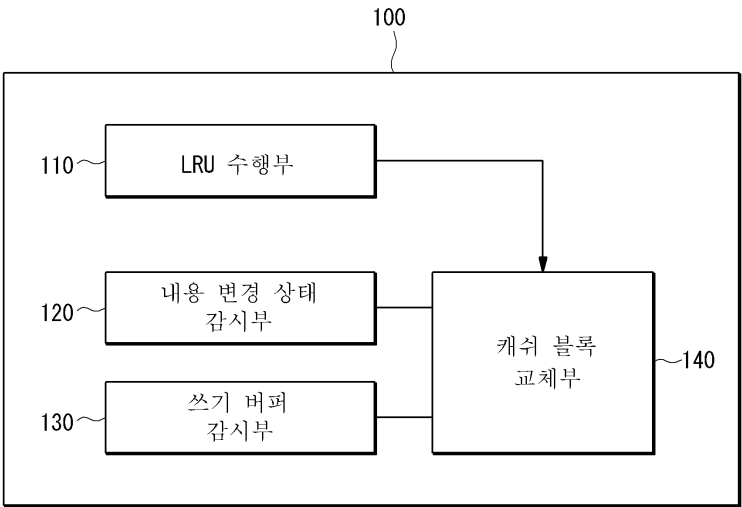 100
110
LRU 수행부
120
내용 변경 상태
감시부
130
쓰기 버퍼
감시부
캐쉬 블록
교체부
140